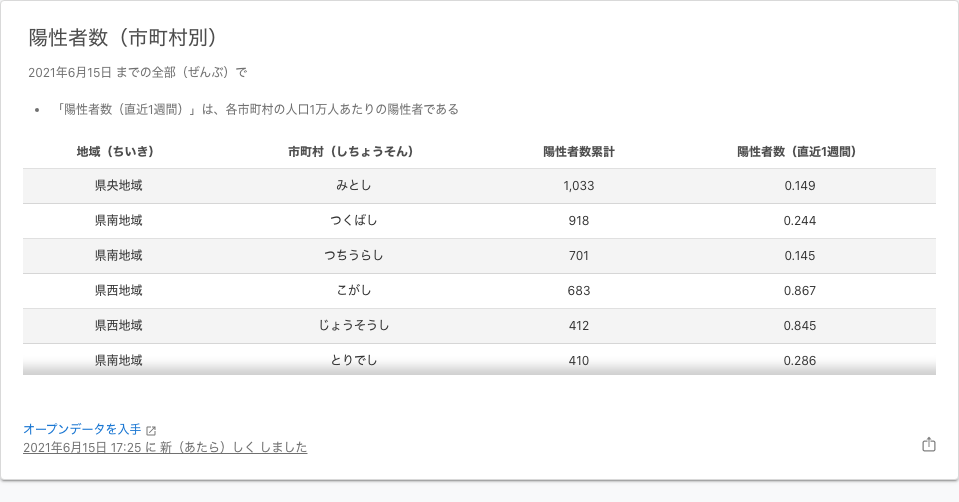 陽性者数（市町村別）
2021年6月15日 までの全部（ぜんぶ）で
• 「陽性者数（直近1週間）」は、各市町村の人口1万人あたりの陽性者である
地域（ちいき） 市町村（しちょうそん） 陽性者数累計 陽性者数（直近1週間）
県央地域 みとし 1,033 0.149
県南地域 つくばし 918 0.244
県南地域 つちうらし 701 0.145
県西地域 こがし 683 0.867
県西地域 じょうそうし 412 0.845
県南地域 とりでし 410 0.286
オープンデータを入手
2021年6月15日 17:25 に 新（あたら）しく しました